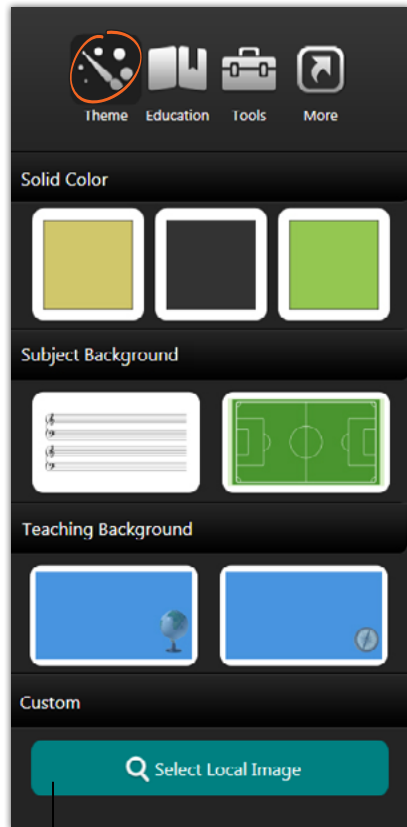 Theme Education Tools More
Solid Color
Subject Background
Teaching Background
Custom
Select Local Image